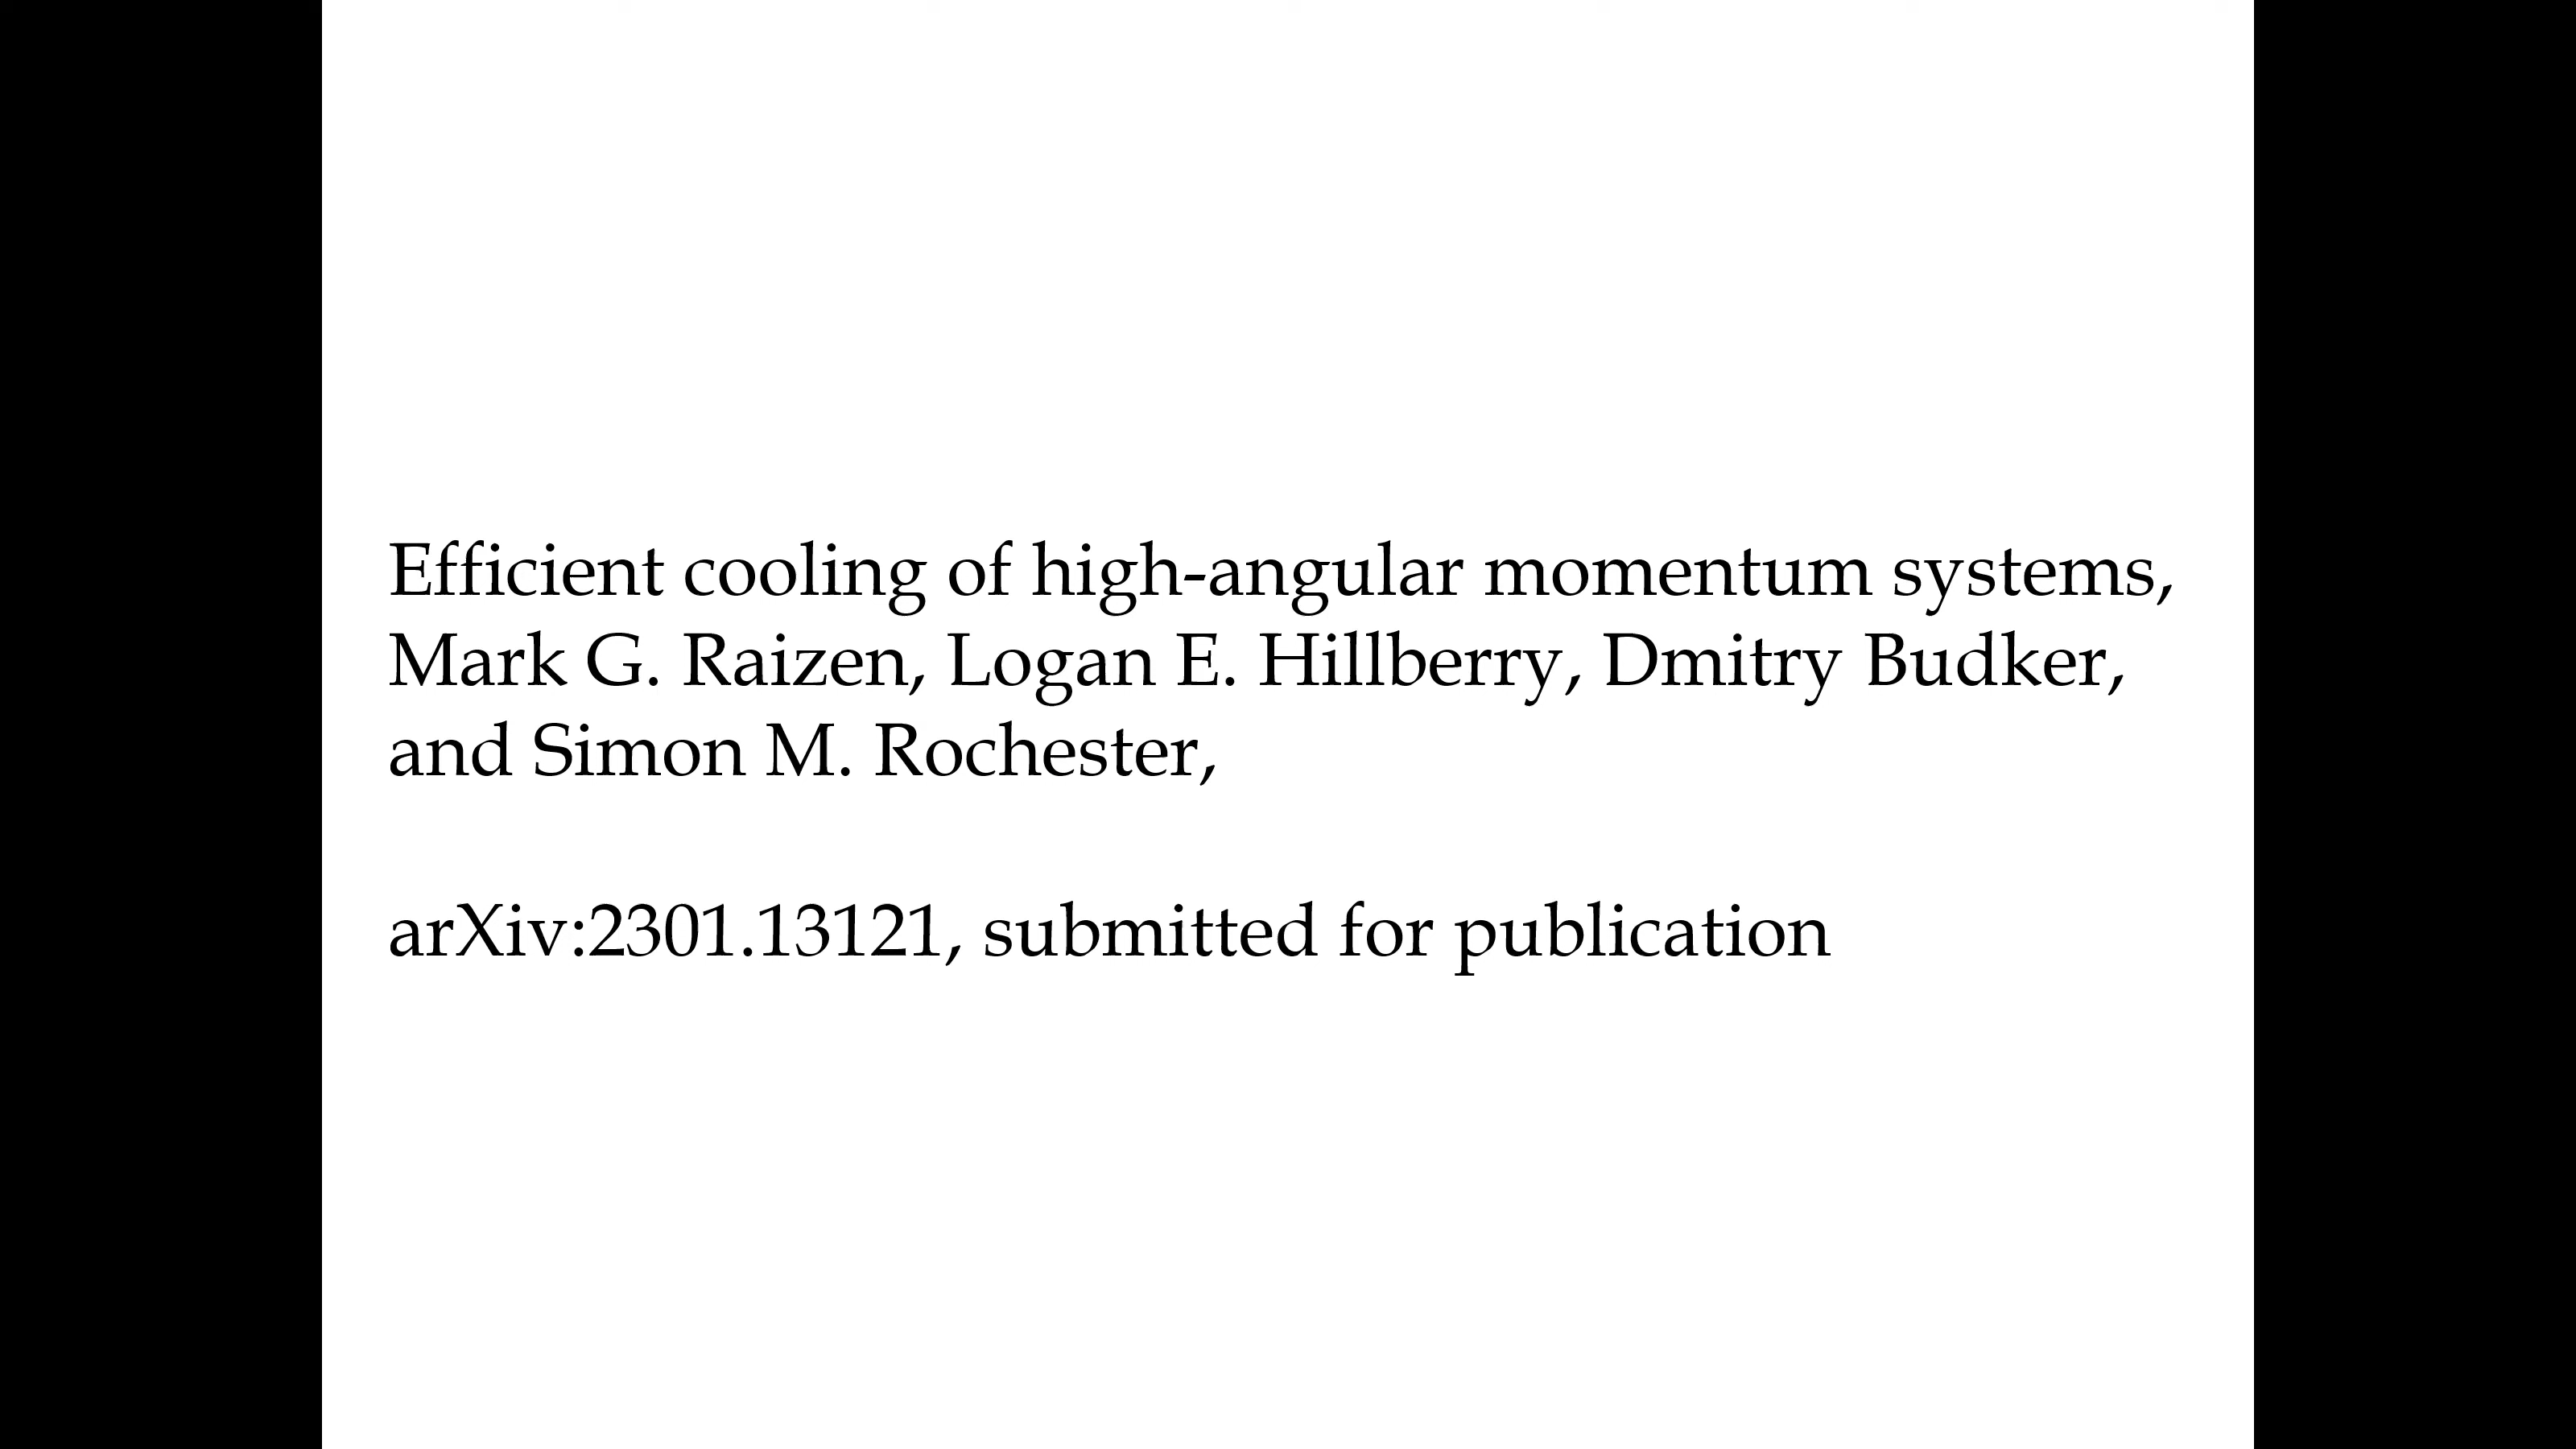 Efficient cooling of high-angular momentum systems,
Mark G. Raizen, Logan E. Hillberry, Dmitry Budker,
and Simon M. Rochester,
arXiv:2301.13121, submitted for publication